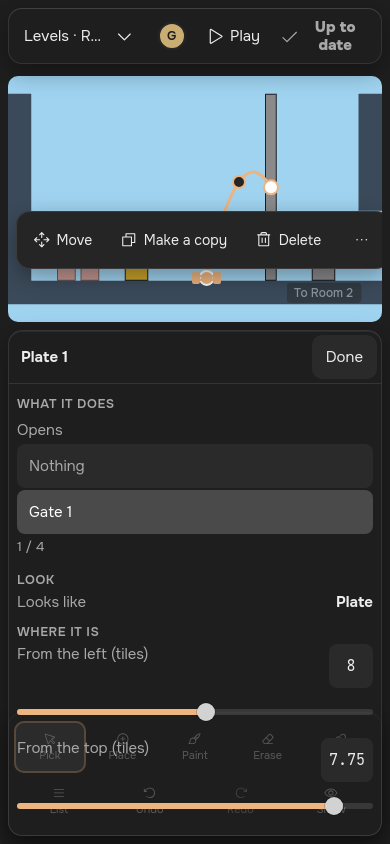 Levels · R...
G
Play
Up to date
Move
Make a copy
Delete
...
To Room 2
Plate 1
Done
WHAT IT DOES
Opens
Nothing
Gate 1
1 / 4
LOOK
Looks like
Plate
WHERE IT IS
From the left (tiles)
8
From the top (tiles)
7.75
Pick
Place
Paint
Erase
List
Undo
Redo